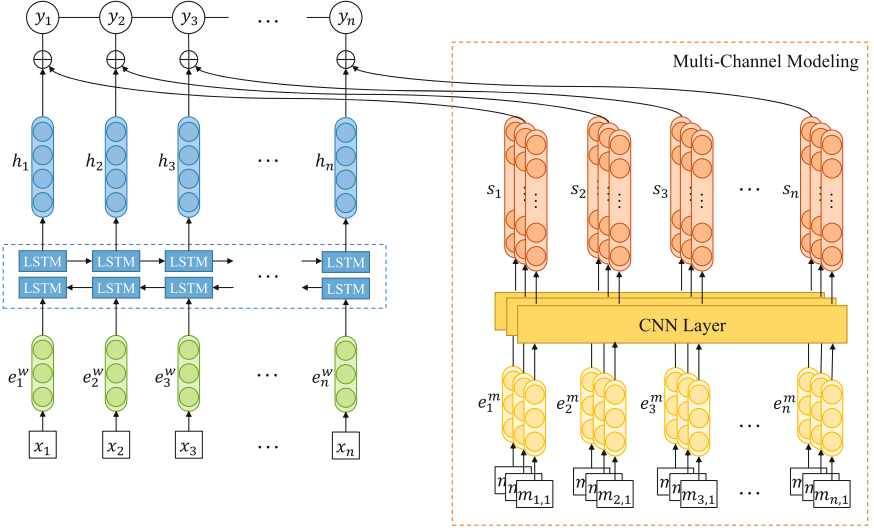 y₁ y₂ y₃ … yₙ
Multi-Channel Modeling
h₁ h₂ h₃ … hₙ
s₁ s₂ s₃ … sₙ
LSTM LSTM LSTM … LSTM
LSTM LSTM LSTM LSTM
CNN Layer
e₁ʷ e₂ʷ e₃ʷ … eₙʷ
e₁ᵐ e₂ᵐ e₃ᵐ … eₙᵐ
x₁ x₂ x₃ … xₙ
m₁,₁ m₂,₁ m₃,₁ … mₙ,₁